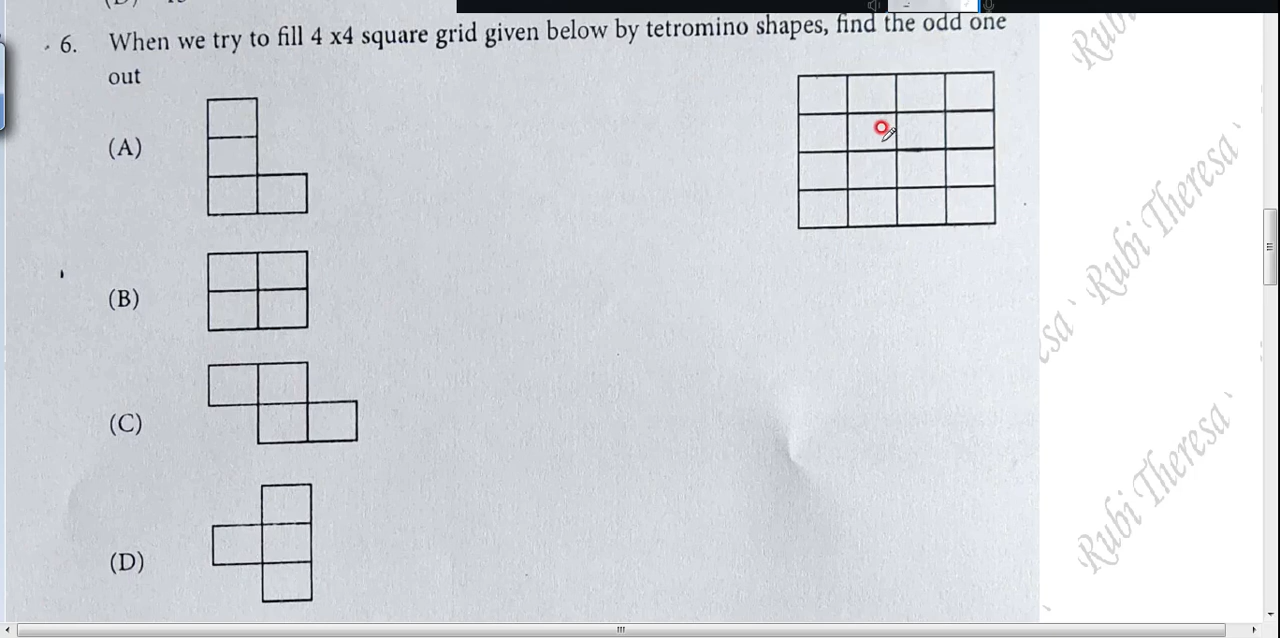 6. When we try to fill 4 x4 square grid given below by tetromino shapes, find the odd one
out
(A)
(B)
(C)
(D)
Rubi Theresa
Rubi Theresa